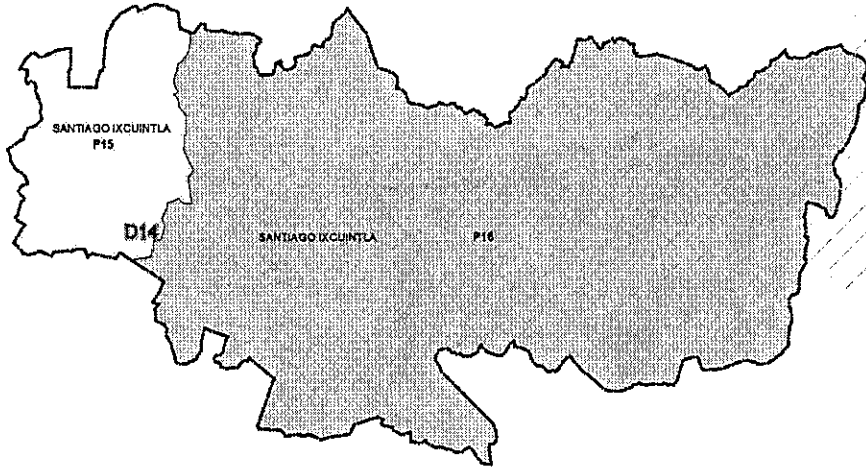 SANTIAGO IXCUINTLA
P15
D14
SANTIAGO IXCUINTLA P16